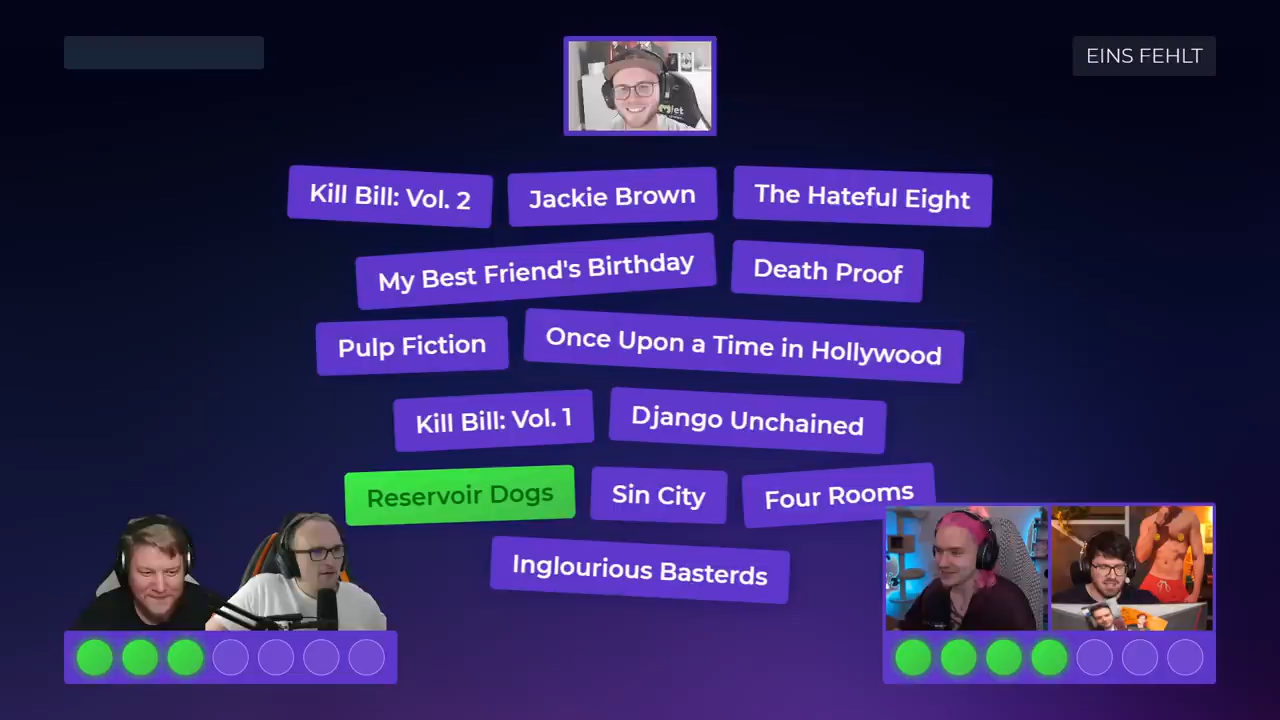 EINS FEHLT
Kill Bill: Vol. 2 Jackie Brown The Hateful Eight
My Best Friend's Birthday Death Proof
Pulp Fiction Once Upon a Time in Hollywood
Kill Bill: Vol. 1 Django Unchained
Reservoir Dogs Sin City Four Rooms
Inglourious Basterds